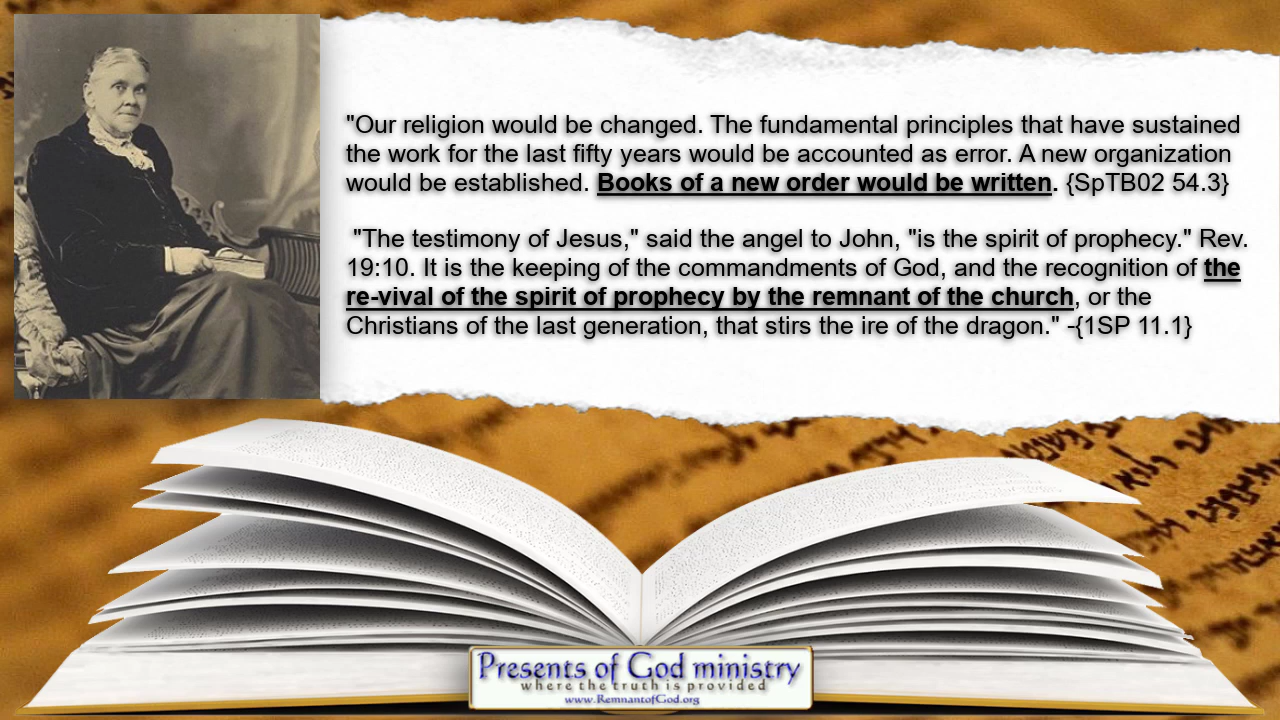 "Our religion would be changed. The fundamental principles that have sustained
the work for the last fifty years would be accounted as error. A new organization
would be established. Books of a new order would be written. {SpTB02 54.3}
"The testimony of Jesus," said the angel to John, "is the spirit of prophecy." Rev.
19:10. It is the keeping of the commandments of God, and the recognition of the
re-vival of the spirit of prophecy by the remnant of the church, or the
Christians of the last generation, that stirs the ire of the dragon." -{1SP 11.1}
Presents of God ministry
where the truth is provided
www.RemnantofGod.org